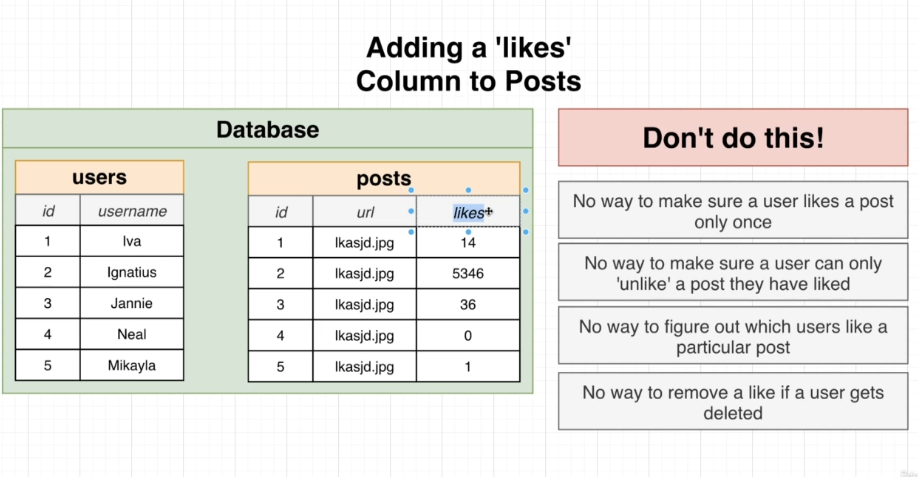 Adding a 'likes'
Column to Posts
Database
users
id username
1 Iva
2 Ignatius
3 Jannie
4 Neal
5 Mikayla
posts
id url likes
1 lkasjd.jpg 14
2 lkasjd.jpg 5346
3 lkasjd.jpg 36
4 lkasjd.jpg 0
5 lkasjd.jpg 1
Don't do this!
No way to make sure a user likes a post
only once
No way to make sure a user can only
'unlike' a post they have liked
No way to figure out which users like a
particular post
No way to remove a like if a user gets
deleted